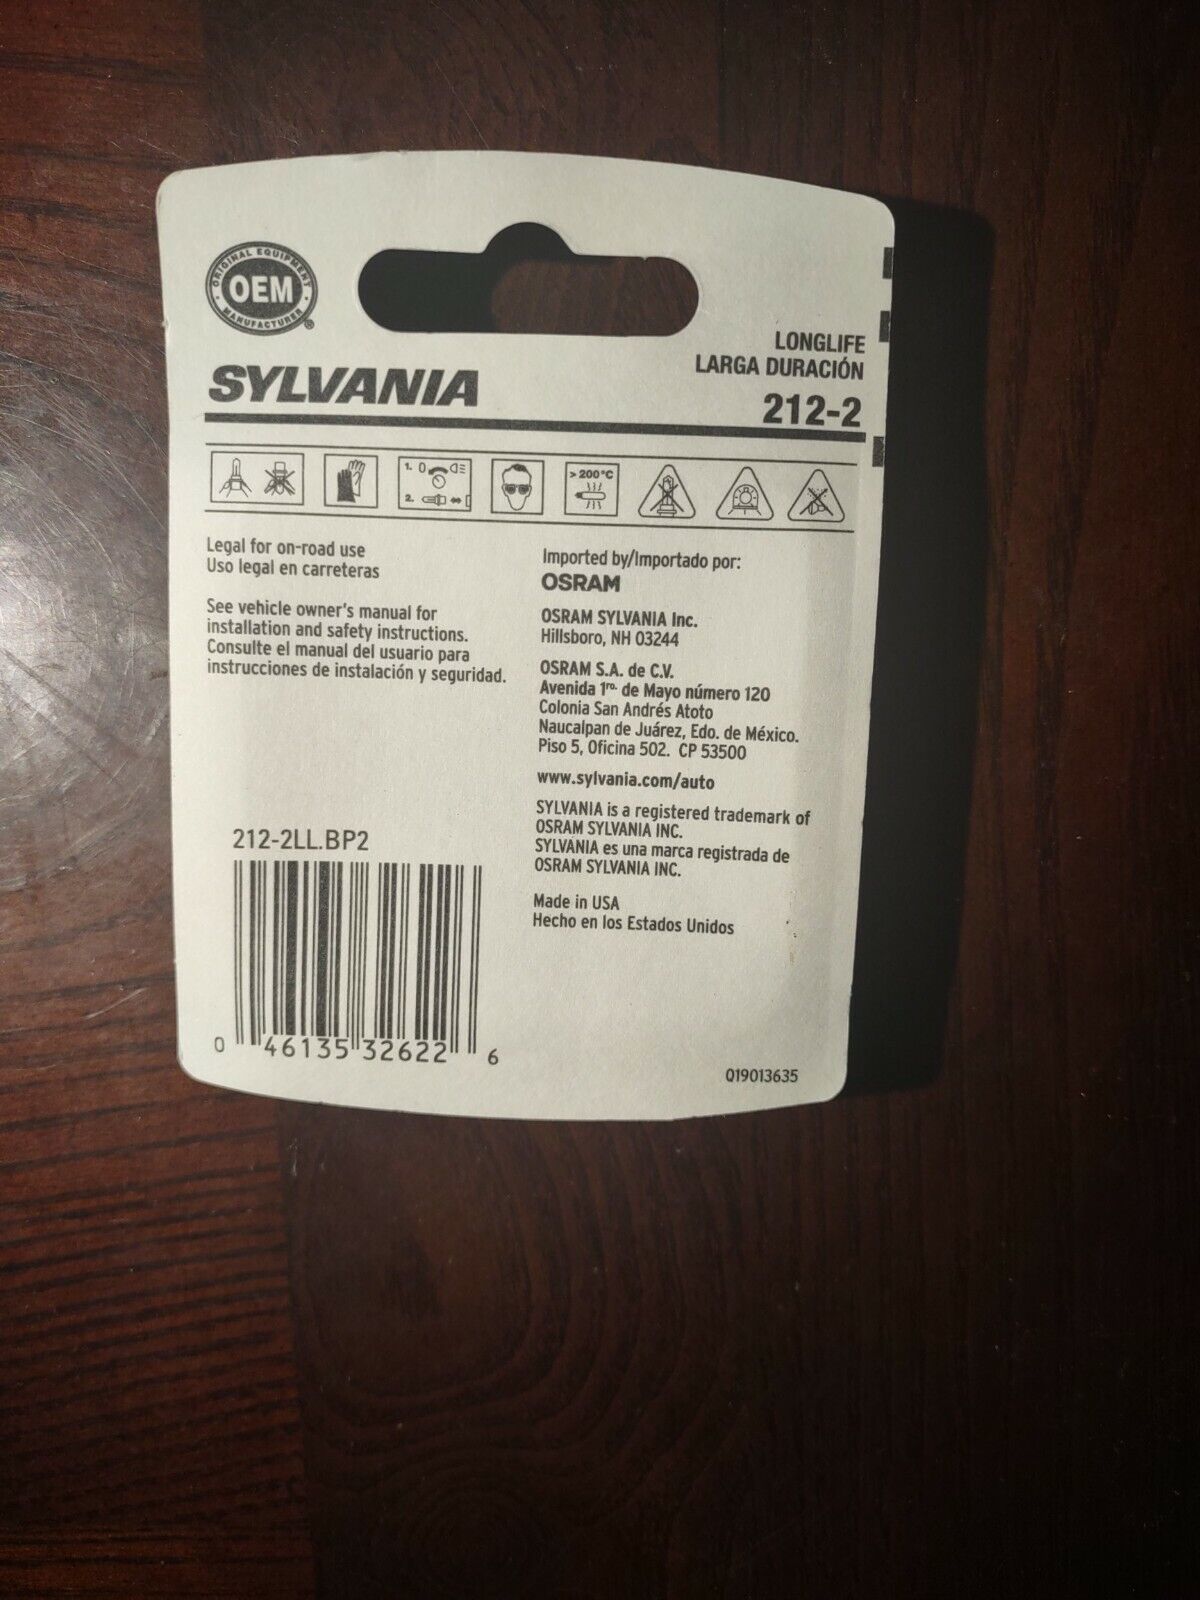 ORIGINAL EQUIPMENT
OEM
MANUFACTURER
®
SYLVANIA
LONGLIFE
LARGA DURACIÓN
212-2
1. 0
2.
> 200°C
Legal for on-road use
Uso legal en carreteras
See vehicle owner's manual for
installation and safety instructions.
Consulte el manual del usuario para
instrucciones de instalación y seguridad.
Imported by/Importado por:
OSRAM
OSRAM SYLVANIA Inc.
Hillsboro, NH 03244
OSRAM S.A. de C.V.
Avenida 1ro. de Mayo número 120
Colonia San Andrés Atoto
Naucalpan de Juárez, Edo. de México.
Piso 5, Oficina 502. CP 53500
www.sylvania.com/auto
SYLVANIA is a registered trademark of
OSRAM SYLVANIA INC.
SYLVANIA es una marca registrada de
OSRAM SYLVANIA INC.
Made in USA
Hecho en los Estados Unidos
212-2LL.BP2
0 46135 32622 6
Q19013635